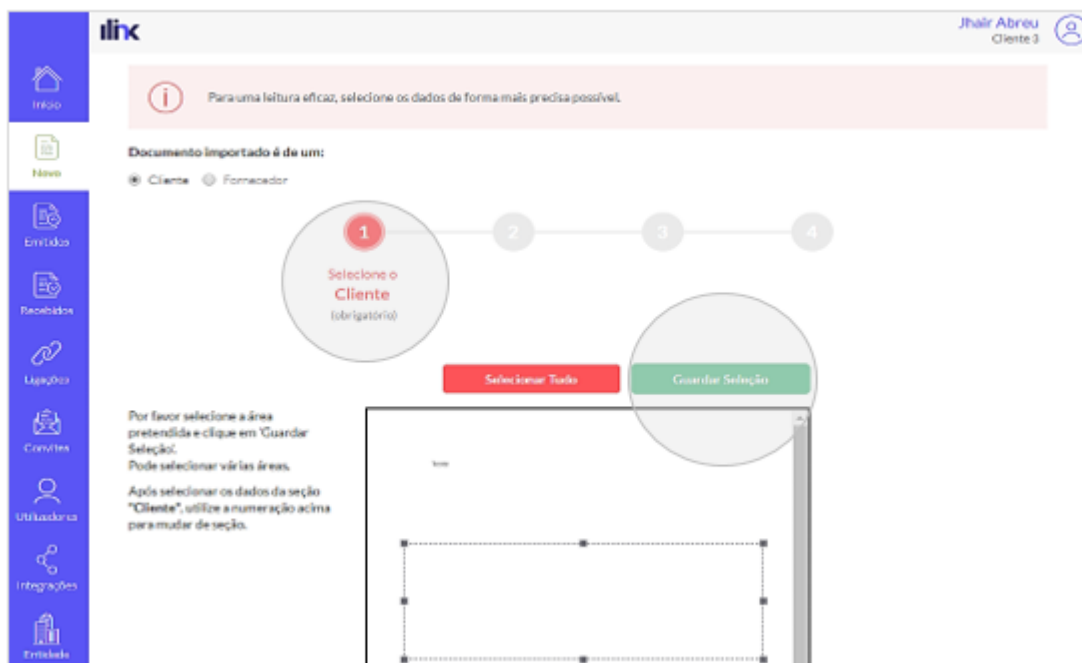 ilink
Jhair Abreu
Cliente 3
Para uma leitura eficaz, selecione os dados de forma mais precisa possível.
Início
Novo
Emitidos
Recebidos
Ligações
Convites
Utilizadores
Integrações
Entidade
Documento importado é de um:
Cliente Fornecedor
1 2 3 4
Selecione o
Cliente
(obrigatório)
Selecionar Tudo Guardar Seleção
Por favor selecione a área
pretendida e clique em 'Guardar
Seleção'.
Pode selecionar várias áreas.
Após selecionar os dados da seção
"Cliente", utilize a numeração acima
para mudar de seção.